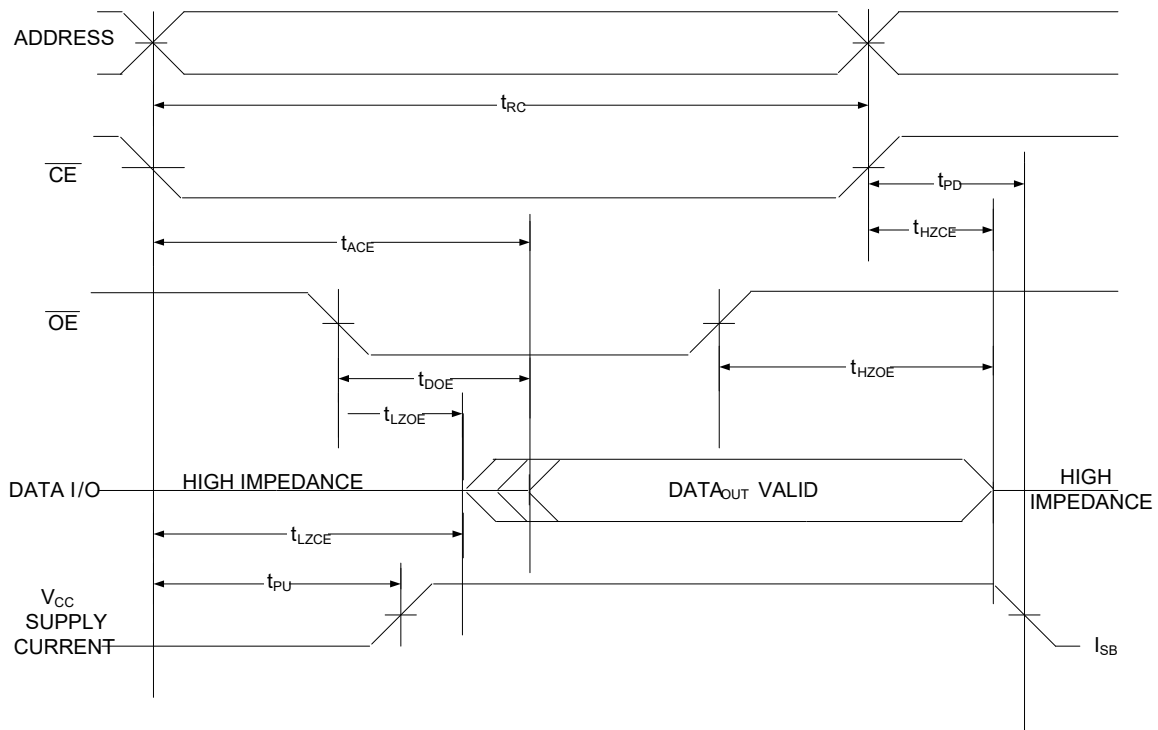 ADDRESS
tRC
CE
tPD
tHZCE
tACE
OE
tDOE
tHZOE
tLZOE
DATA I/O
HIGH IMPEDANCE
DATAOUT VALID
HIGH
IMPEDANCE
tLZCE
tPU
VCC
SUPPLY
CURRENT
ISB